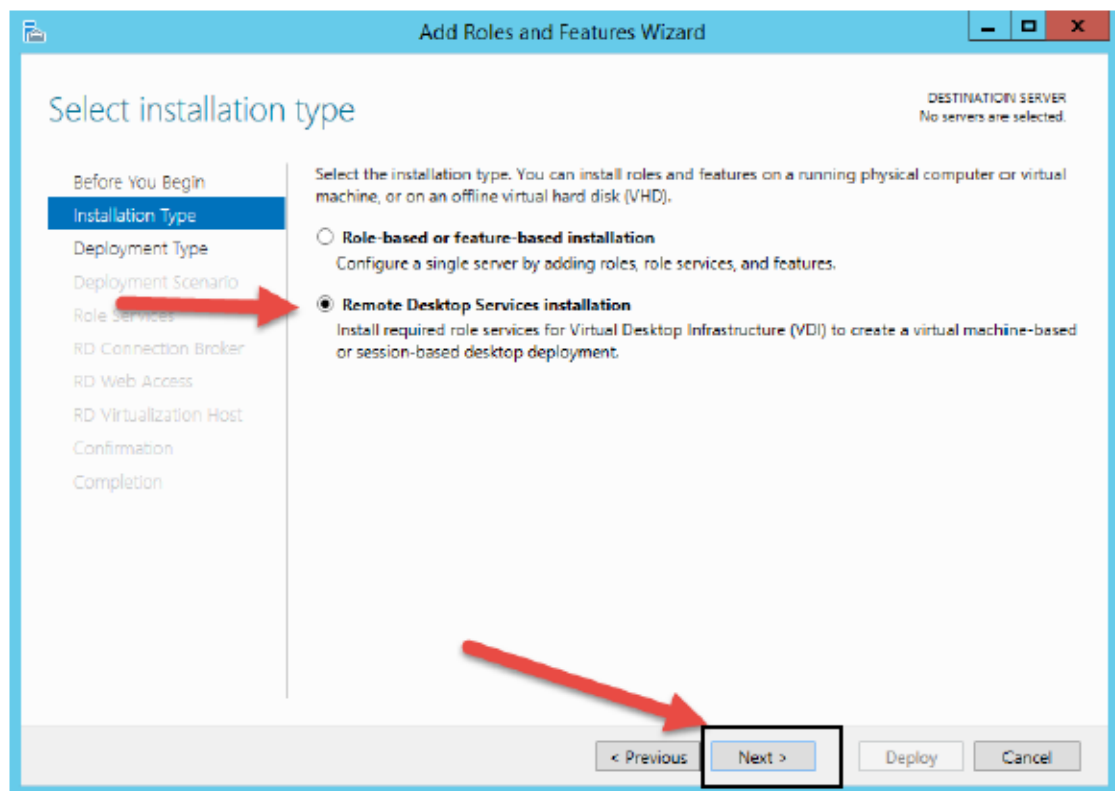 Add Roles and Features Wizard
Select installation type
DESTINATION SERVER
No servers are selected.
Before You Begin
Installation Type
Deployment Type
Deployment Scenario
Role Services
RD Connection Broker
RD Web Access
RD Virtualization Host
Confirmation
Completion
Select the installation type. You can install roles and features on a running physical computer or virtual
machine, or on an offline virtual hard disk (VHD).
Role-based or feature-based installation
Configure a single server by adding roles, role services, and features.
Remote Desktop Services installation
Install required role services for Virtual Desktop Infrastructure (VDI) to create a virtual machine-based
or session-based desktop deployment.
< Previous
Next >
Deploy
Cancel